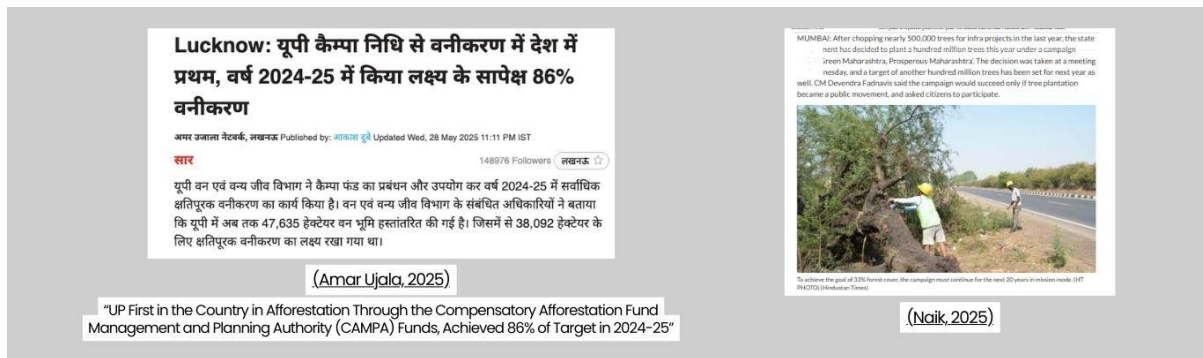 Lucknow: यूपी कैम्पा निधि से वनीकरण में देश में
प्रथम, वर्ष 2024-25 में किया लक्ष्य के सापेक्ष 86%
वनीकरण
अमर उजाला नेटवर्क, लखनऊ Published by: आकाश दुबे Updated Wed, 28 May 2025 11:11 PM IST
सार
148976 Followers लखनऊ
यूपी वन एवं वन्य जीव विभाग ने कैम्पा फंड का प्रबंधन और उपयोग कर वर्ष 2024-25 में सर्वाधिक
क्षतिपूरक वनीकरण का कार्य किया है। वन एवं वन्य जीव विभाग के संबंधित अधिकारियों ने बताया
कि यूपी में अब तक 47,635 हेक्टेयर वन भूमि हस्तांतरित की गई है। जिसमें से 38,092 हेक्टेयर के
लिए क्षतिपूरक वनीकरण का लक्ष्य रखा गया था।
(Amar Ujala, 2025)
“UP First in the Country in Afforestation Through the Compensatory Afforestation Fund
Management and Planning Authority (CAMPA) Funds, Achieved 86% of Target in 2024-25”
MUMBAI: After chopping nearly 500,000 trees for infra projects in the last year, the state
has decided to plant a hundred million trees this year under a campaign
Maharashtra, Prosperous Maharashtra’. The decision was taken at a meeting
and a target of another hundred million trees has been set for next year as
well. CM Devendra Fadnavis said the campaign would succeed only if tree plantation
became a public movement, and asked citizens to participate.
To achieve the goal of 33% forest cover, the campaign must continue for the next 20 years in mission mode. (HT
PHOTO) (Hindustan Times)
(Naik, 2025)